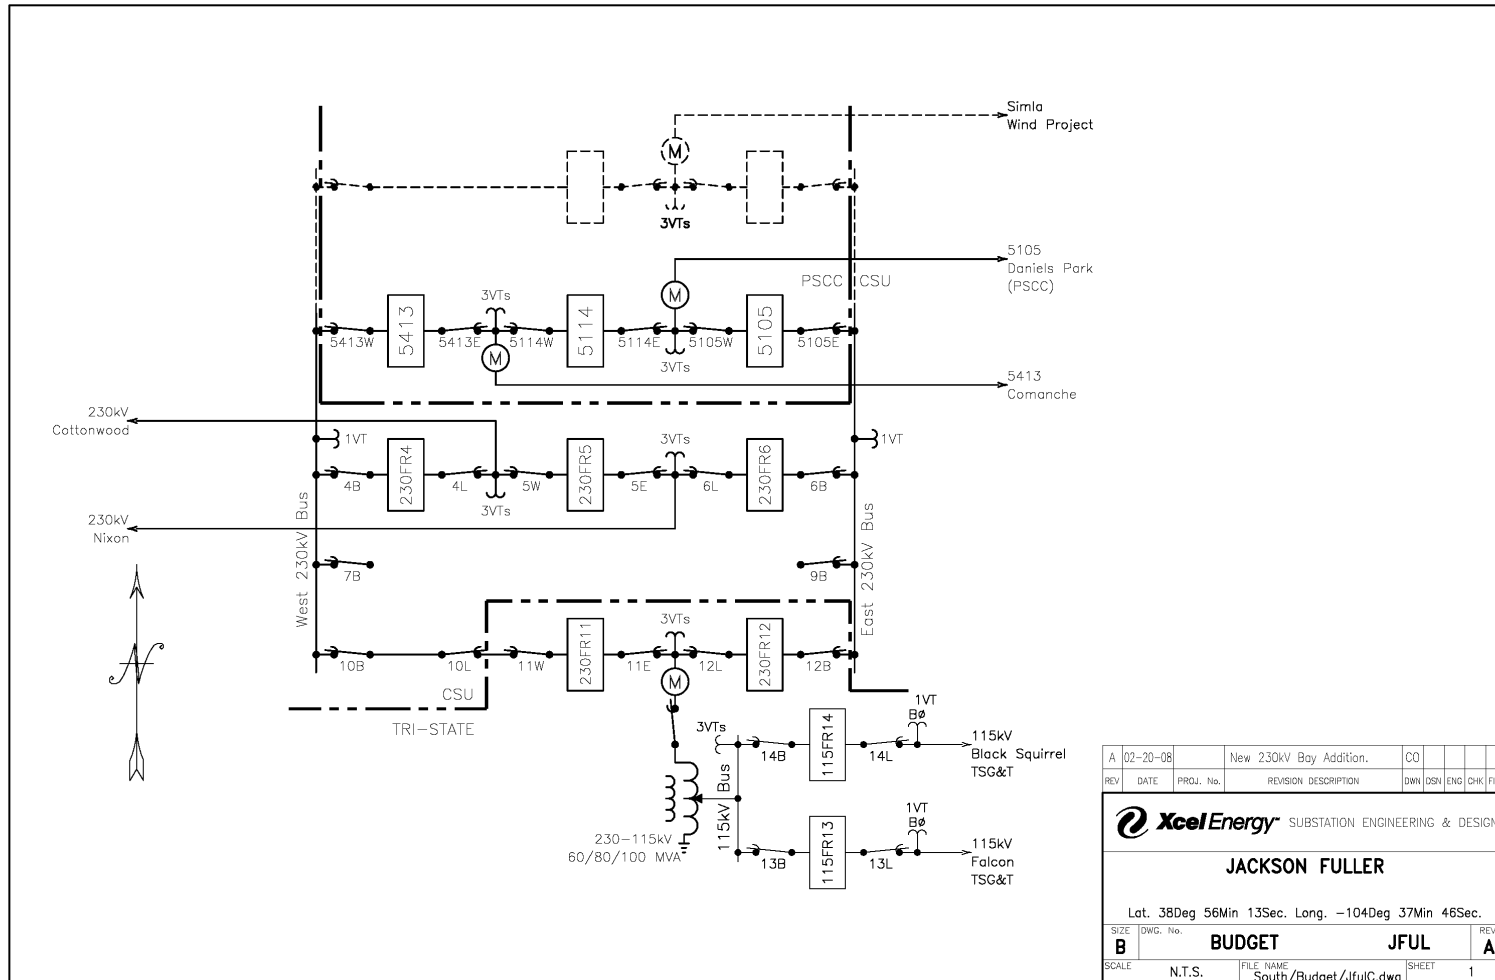 Simla
Wind Project
M
3VTs
5105
Daniels Park
(PSCC)
PSCC CSU
M
3VTs
5413
5114
5105
5413W
5413E
5114W
5114E
5105W
5105E
M
3VTs
5413
Comanche
230kV
Cottonwood
1VT
1VT
3VTs
230FR4
230FR5
230FR6
4B
4L
5W
5E
6L
6B
3VTs
230kV
Nixon
West 230kV Bus
East 230kV Bus
7B
9B
3VTs
230FR11
230FR12
10B
10L
11W
11E
12L
12B
M
CSU
TRI-STATE
1VT
BØ
3VTs
115FR14
14B
14L
115kV
Black Squirrel
TSG&T
115kV Bus
230-115kV
60/80/100 MVA
1VT
BØ
115FR13
13B
13L
115kV
Falcon
TSG&T
N
A 02-20-08 New 230kV Bay Addition. CO
REV DATE PROJ. No. REVISION DESCRIPTION DWN DSN ENG CHK
Xcel Energy SUBSTATION ENGINEERING & DESIGN
JACKSON FULLER
Lat. 38Deg 56Min 13Sec. Long. -104Deg 37Min 46Sec.
SIZE DWG. No. REV
B BUDGET JFUL A
SCALE FILE NAME SHEET
N.T.S. South/Budget/JfulC.dwg 1